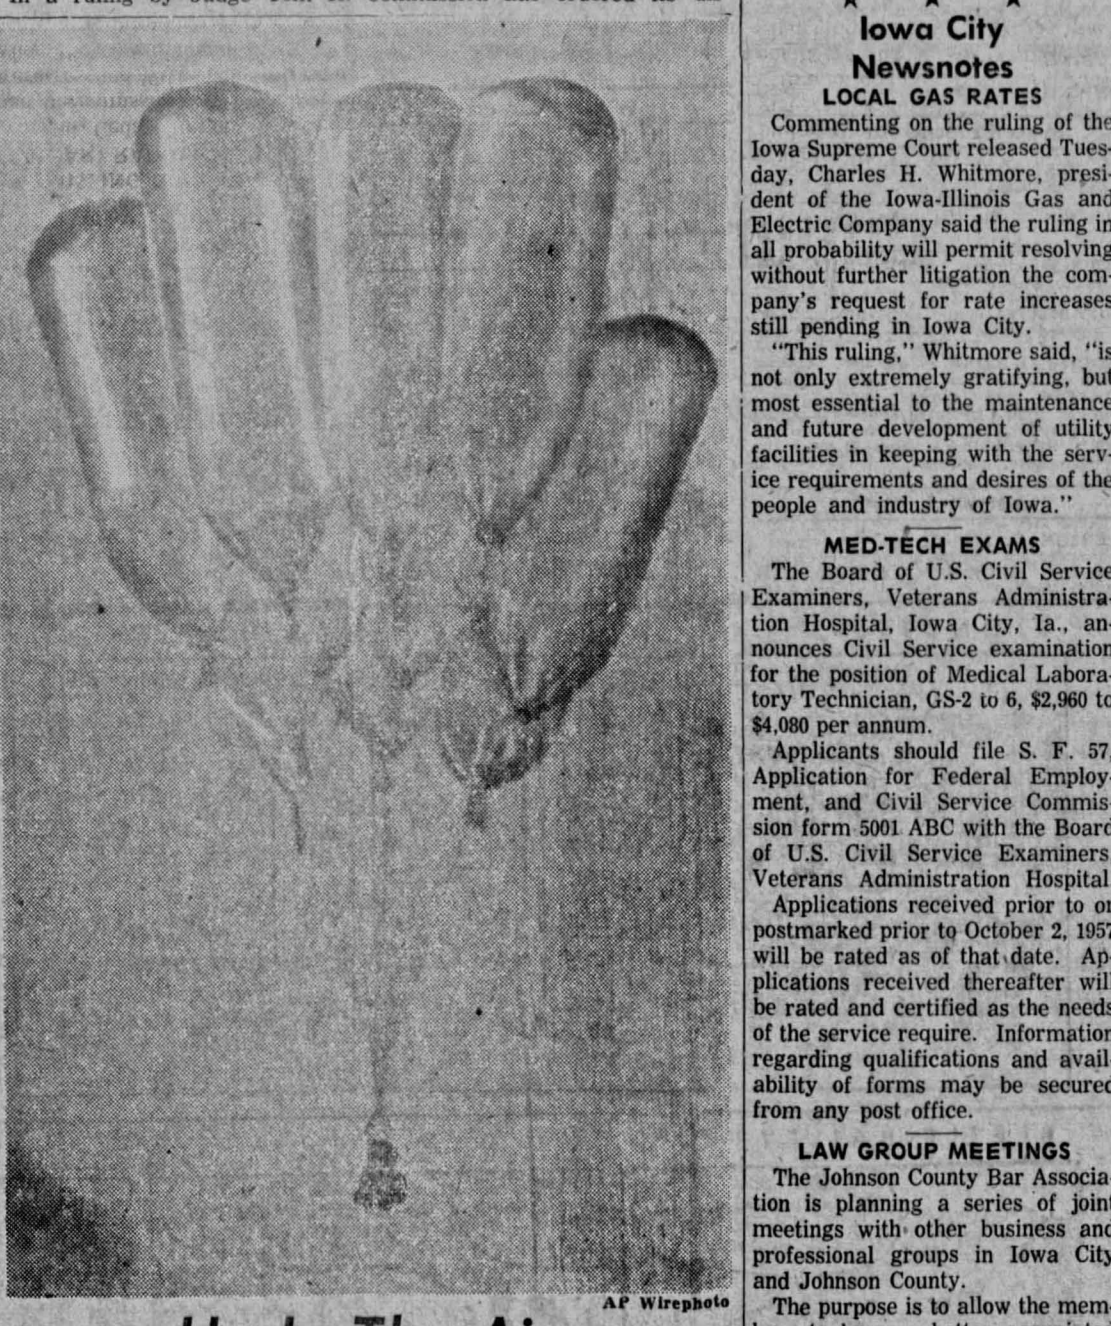 AP Wirephoto
★ ★ ★
Iowa City
Newsnotes
LOCAL GAS RATES
Commenting on the ruling of the
Iowa Supreme Court released Tues-
day, Charles H. Whitmore, presi-
dent of the Iowa-Illinois Gas and
Electric Company said the ruling in
all probability will permit resolving
without further litigation the com-
pany's request for rate increases
still pending in Iowa City.
"This ruling," Whitmore said, "is
not only extremely gratifying, but
most essential to the maintenance
and future development of utility
facilities in keeping with the serv-
ice requirements and desires of the
people and industry of Iowa."
MED-TECH EXAMS
The Board of U.S. Civil Service
Examiners, Veterans Administra-
tion Hospital, Iowa City, Ia., an-
nounces Civil Service examination
for the position of Medical Labora-
tory Technician, GS-2 to 6, $2,960 to
$4,080 per annum.
Applicants should file S. F. 57,
Application for Federal Employ-
ment, and Civil Service Commis-
sion form 5001 ABC with the Board
of U.S. Civil Service Examiners
Veterans Administration Hospital
Applications received prior to or
postmarked prior to October 2, 1957
will be rated as of that date. Ap-
plications received thereafter will
be rated and certified as the needs
of the service require. Information
regarding qualifications and avail-
ability of forms may be secured
from any post office.
LAW GROUP MEETINGS
The Johnson County Bar Associa-
tion is planning a series of joint
meetings with other business and
professional groups in Iowa City
and Johnson County.
The purpose is to allow the mem-